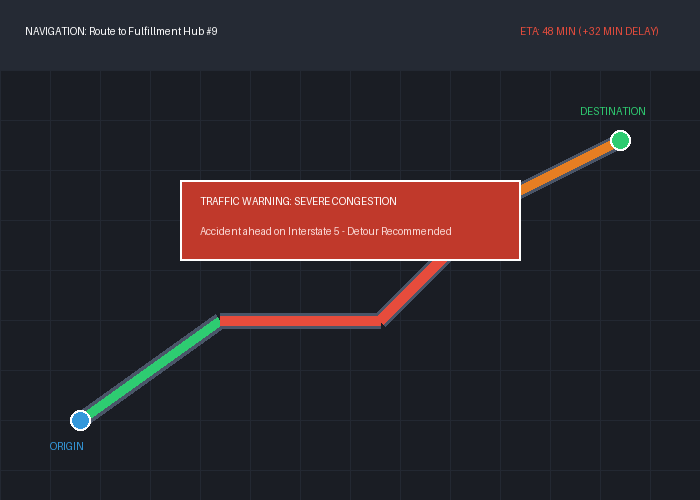 NAVIGATION: Route to Fulfillment Hub #9
ETA: 48 MIN (+32 MIN DELAY)
DESTINATION
TRAFFIC WARNING: SEVERE CONGESTION
Accident ahead on Interstate 5 - Detour Recommended
ORIGIN